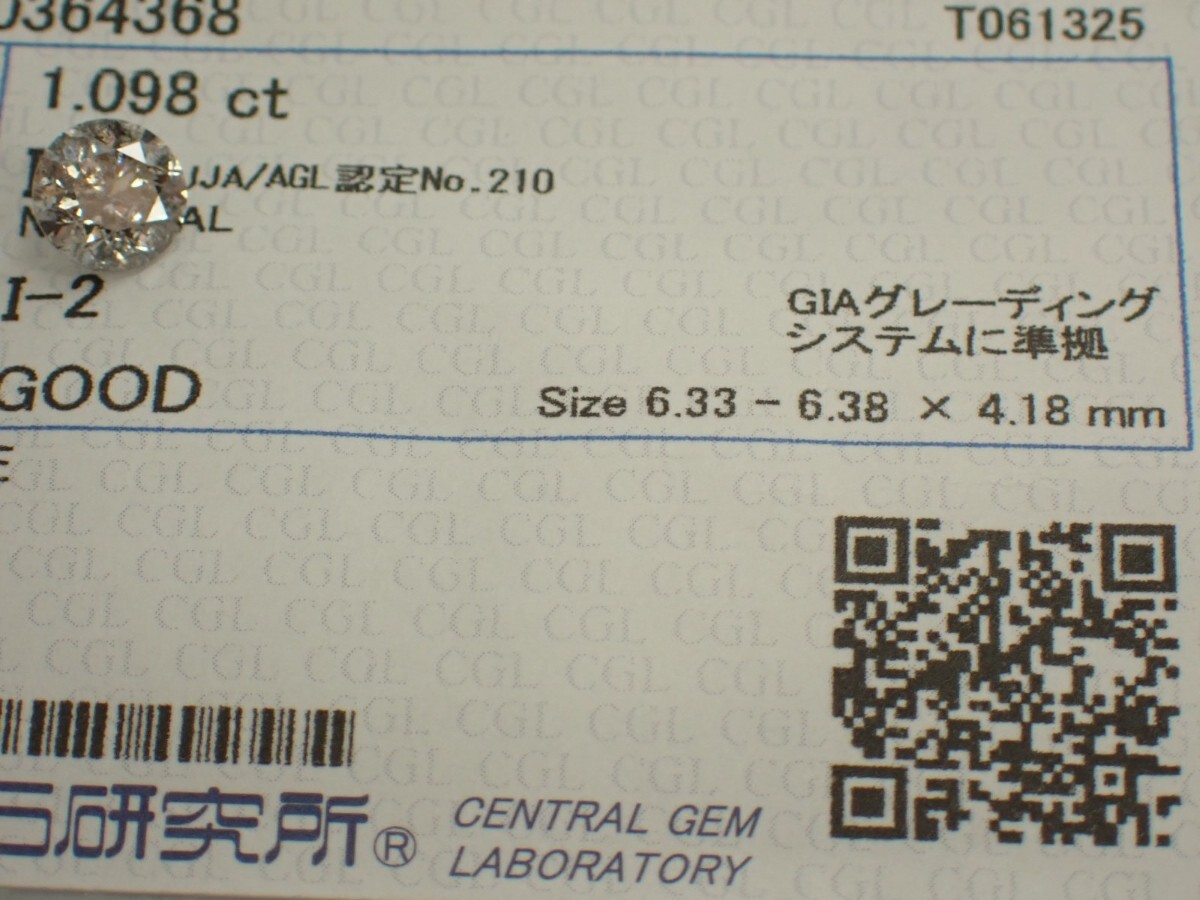 0364368
T061325
1.098 ct
JJA/AGL認定No.210
I-2
GIAグレーディング
システムに準拠
GOOD
Size 6.33 - 6.38 × 4.18 mm
研究所®
CENTRAL GEM
LABORATORY